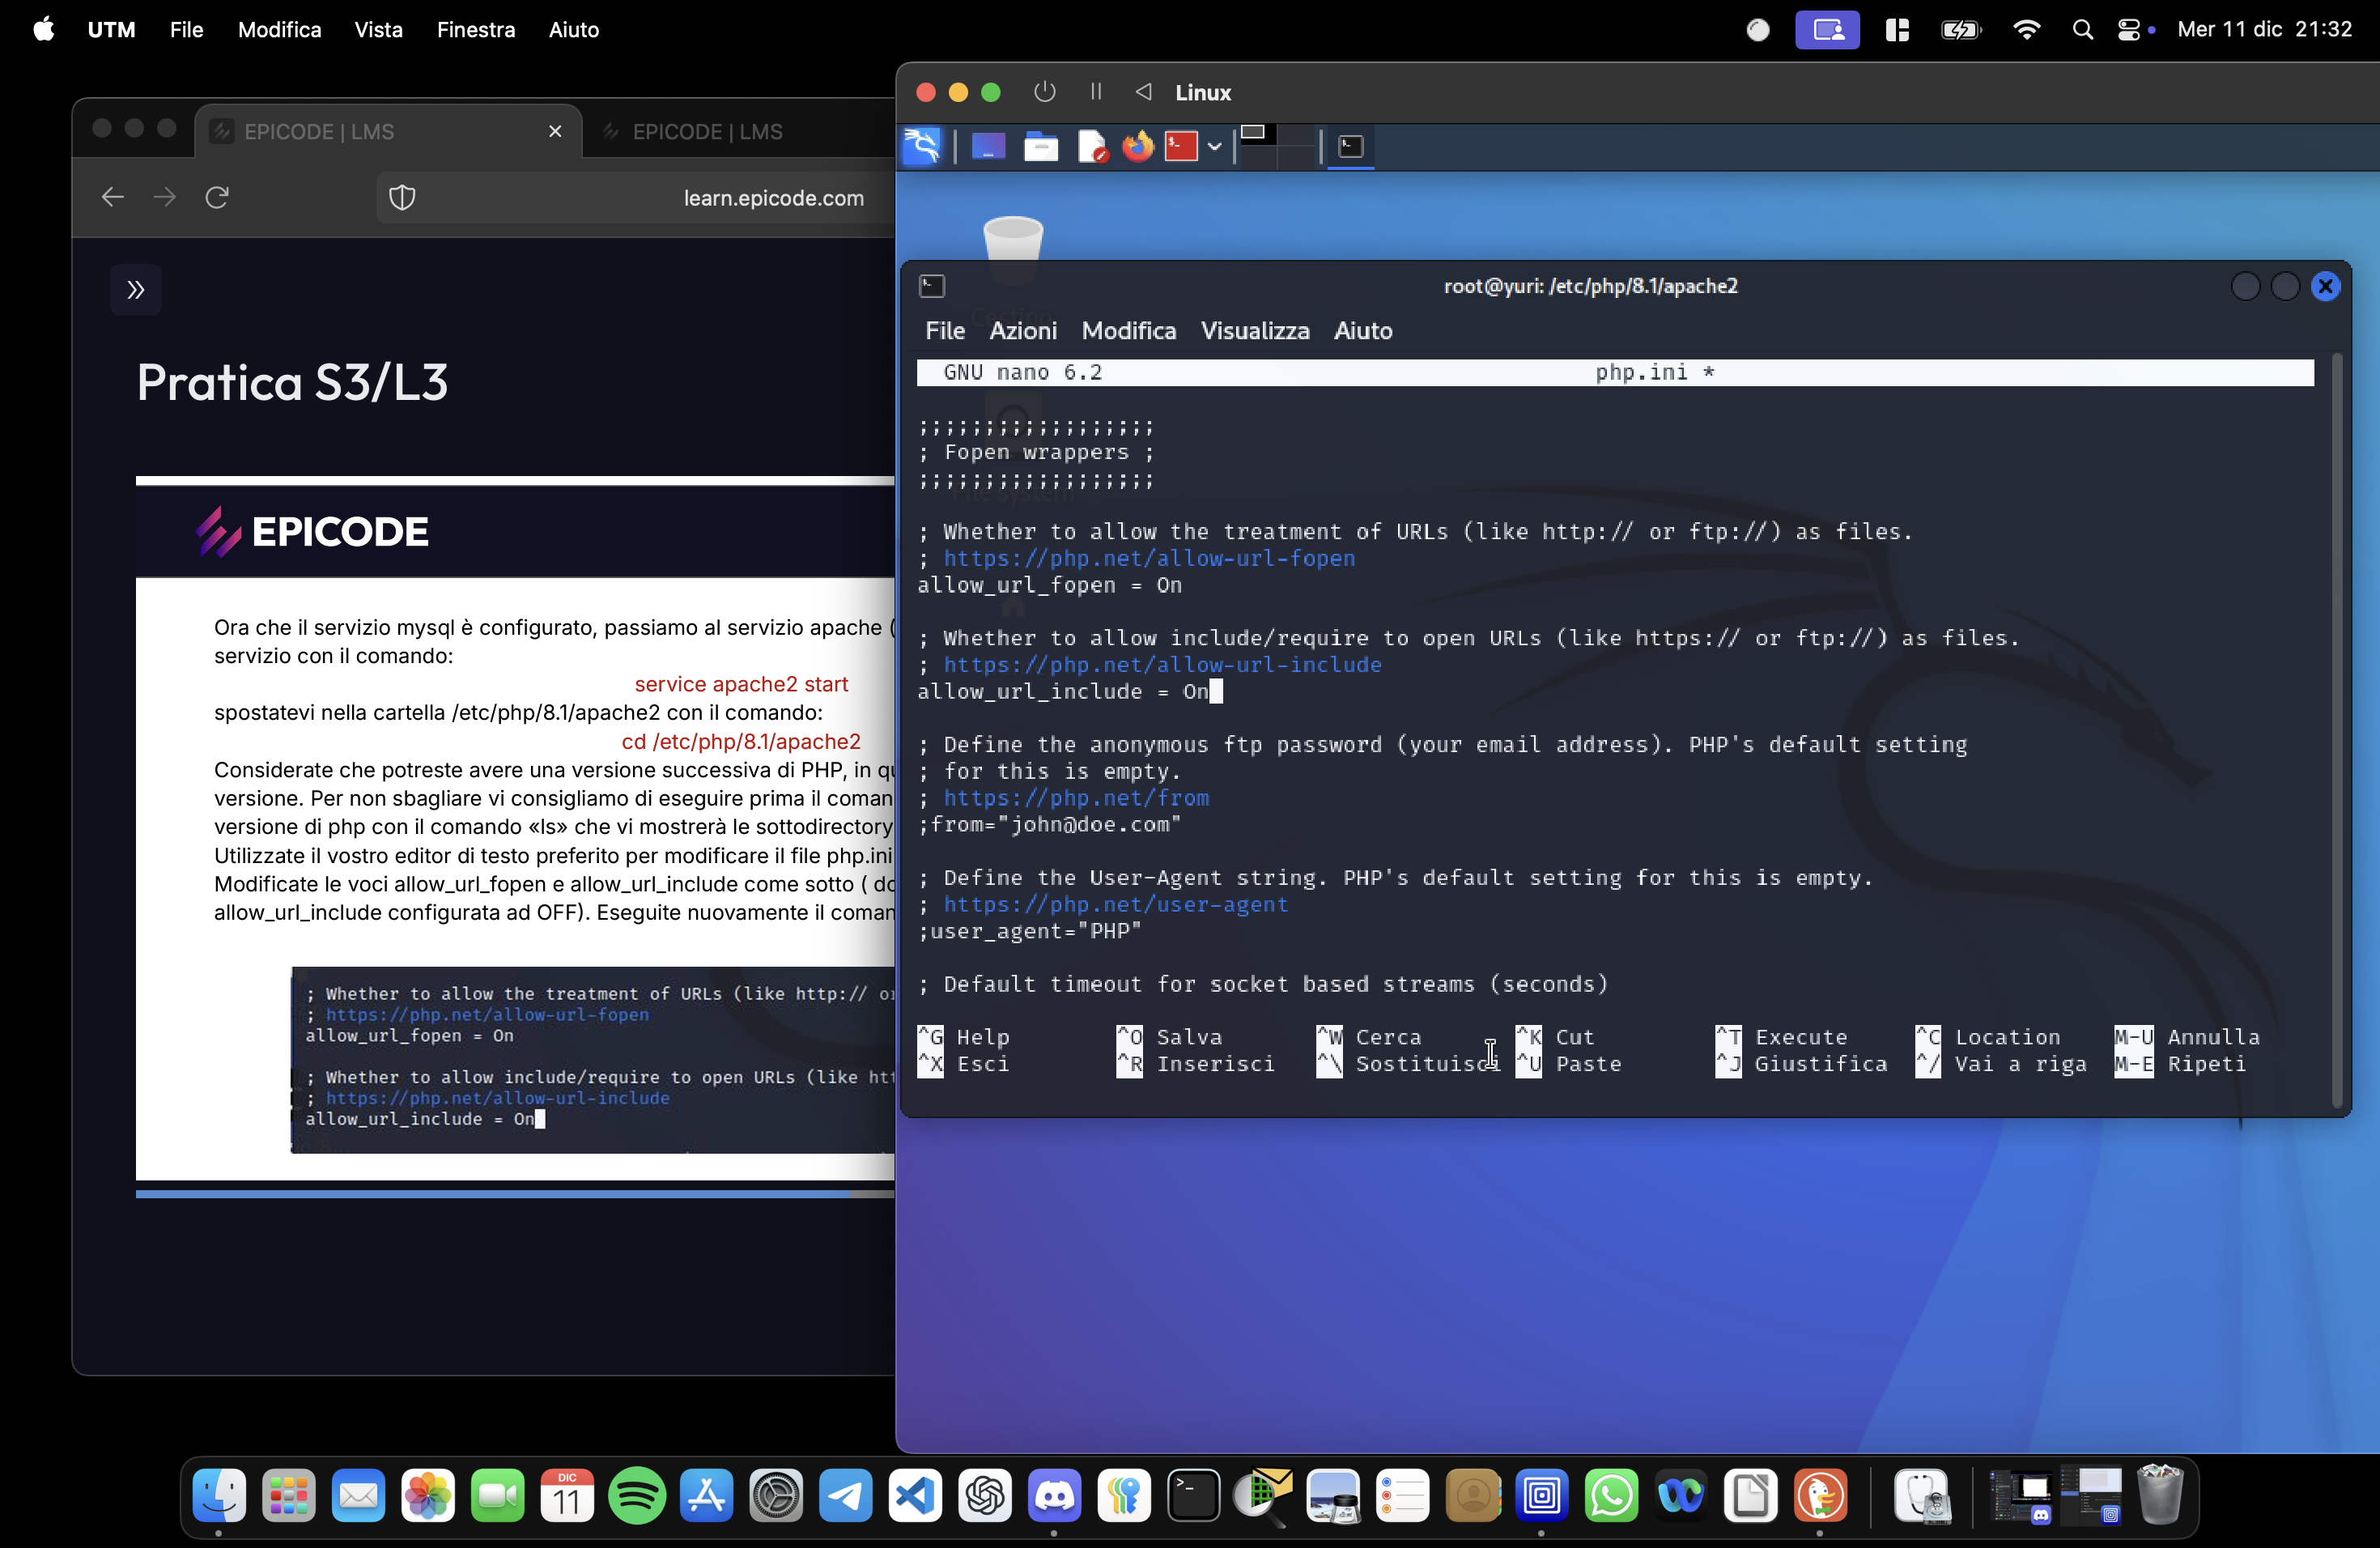 UTM File Modifica Vista Finestra Aiuto
Mer 11 dic 21:32
EPICODE | LMS
EPICODE | LMS
learn.epicode.com
Pratica S3/L3
EPICODE
Ora che il servizio mysql è configurato, passiamo al servizio apache (
servizio con il comando:
service apache2 start
spostatevi nella cartella /etc/php/8.1/apache2 con il comando:
cd /etc/php/8.1/apache2
Considerate che potreste avere una versione successiva di PHP, in qu
versione. Per non sbagliare vi consigliamo di eseguire prima il coman
versione di php con il comando «ls» che vi mostrerà le sottodirectory
Utilizzate il vostro editor di testo preferito per modificare il file php.ini
Modificate le voci allow_url_fopen e allow_url_include come sotto ( do
allow_url_include configurata ad OFF). Eseguite nuovamente il coman
; Whether to allow the treatment of URLs (like http:// or
; https://php.net/allow-url-fopen
allow_url_fopen = On
; Whether to allow include/require to open URLs (like htt
; https://php.net/allow-url-include
allow_url_include = On
Linux
root@yuri: /etc/php/8.1/apache2
File Azioni Modifica Visualizza Aiuto
GNU nano 6.2 php.ini *
;;;;;;;;;;;;;;;;;;
; Fopen wrappers ;
;;;;;;;;;;;;;;;;;;
; Whether to allow the treatment of URLs (like http:// or ftp://) as files.
; https://php.net/allow-url-fopen
allow_url_fopen = On
; Whether to allow include/require to open URLs (like https:// or ftp://) as files.
; https://php.net/allow-url-include
allow_url_include = On
; Define the anonymous ftp password (your email address). PHP's default setting
; for this is empty.
; https://php.net/from
;from="john@doe.com"
; Define the User-Agent string. PHP's default setting for this is empty.
; https://php.net/user-agent
;user_agent="PHP"
; Default timeout for socket based streams (seconds)
^G Help ^O Salva ^W Cerca ^K Cut ^T Execute ^C Location M-U Annulla
^X Esci ^R Inserisci ^\ Sostituisci ^U Paste ^J Giustifica ^/ Vai a riga M-E Ripeti
DIC
11